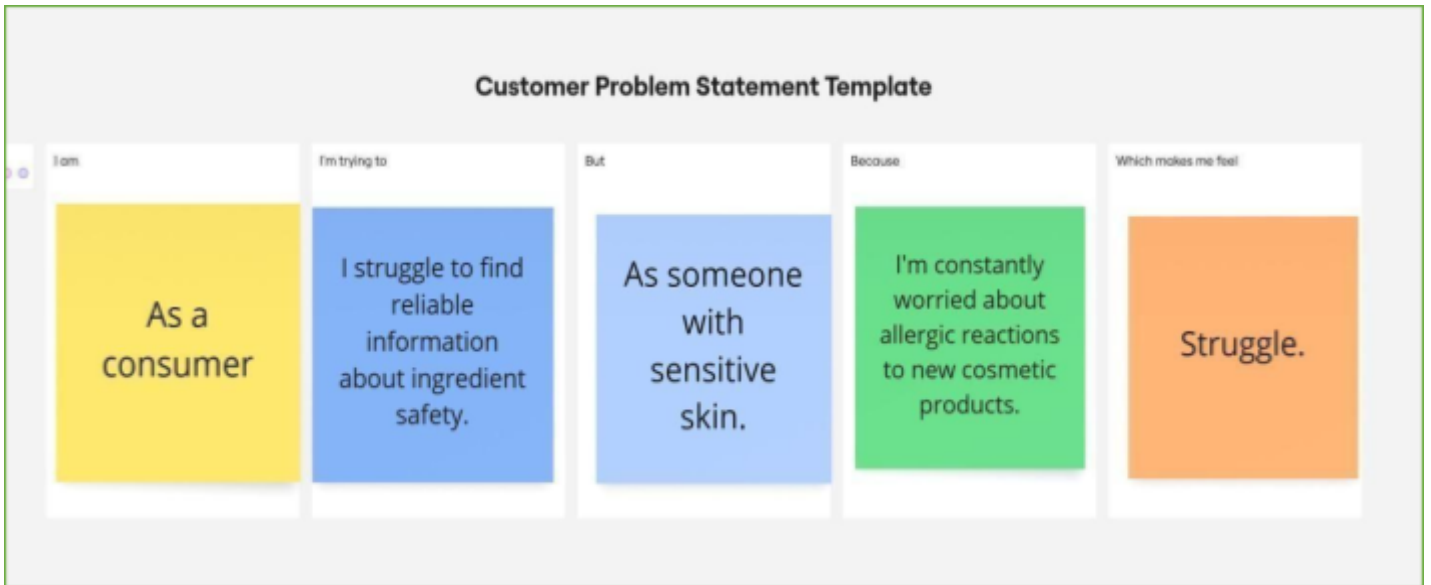 Customer Problem Statement Template
I am
I'm trying to
But
Because
Which makes me feel
As a
consumer
I struggle to find
reliable
information
about ingredient
safety.
As someone
with
sensitive
skin.
I'm constantly
worried about
allergic reactions
to new cosmetic
products.
Struggle.